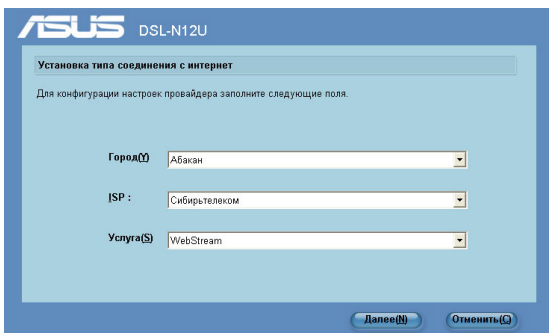 ASUS DSL-N12U
Установка типа соединения с интернет
Для конфигурации настроек провайдера заполните следующие поля.
Город(Y) Абакан
ISP : Сибирьтелеком
Услуга(S) WebStream
Далее(N) Отменить(C)